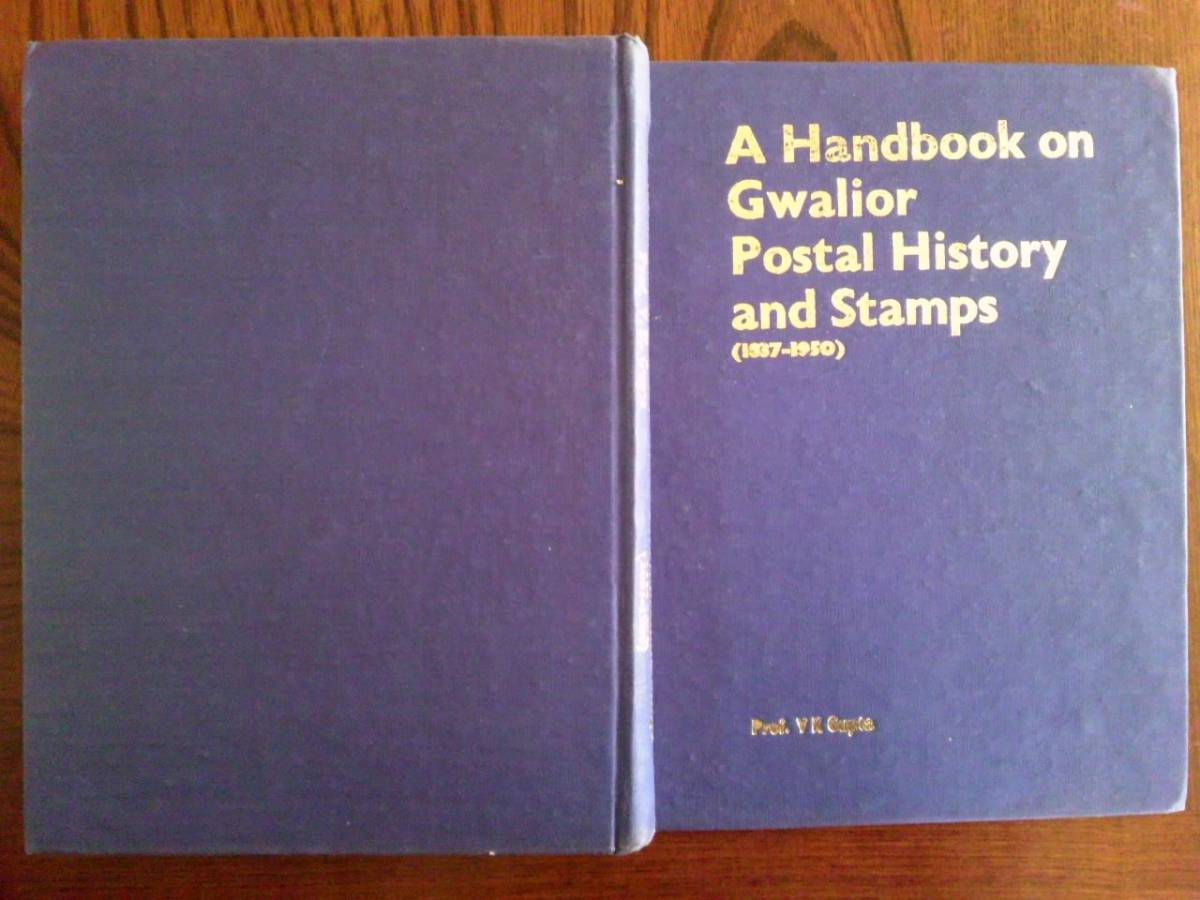 A Handbook on
Gwalior
Postal History
and Stamps
(1837-1950)
Prof. V K Gupta